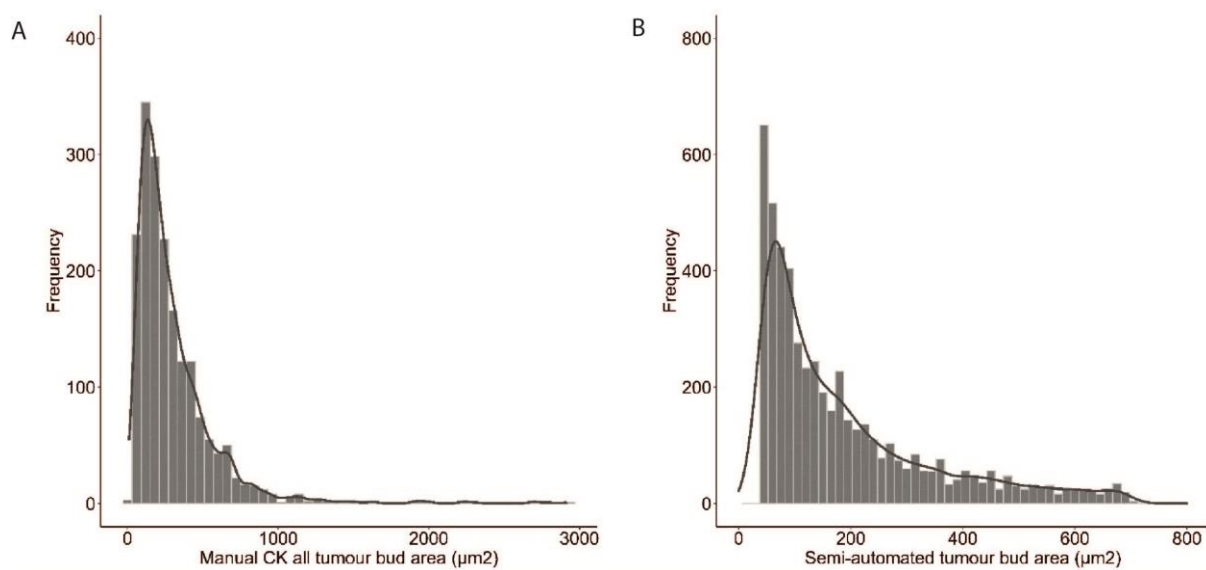 A
400
300
200
100
0
Frequency
0 1000 2000 3000
Manual CK all tumour bud area (μm2)
B
800
600
400
200
0
Frequency
0 200 400 600 800
Semi-automated tumour bud area (μm2)